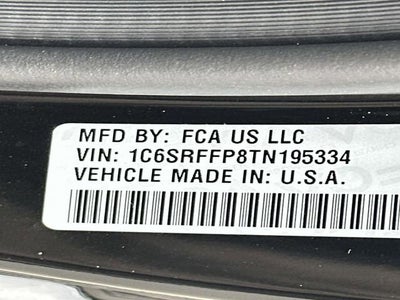 MFD BY: FCA US LLC
VIN: 1C6SRFFP8TN195334
VEHICLE MADE IN: U.S.A.